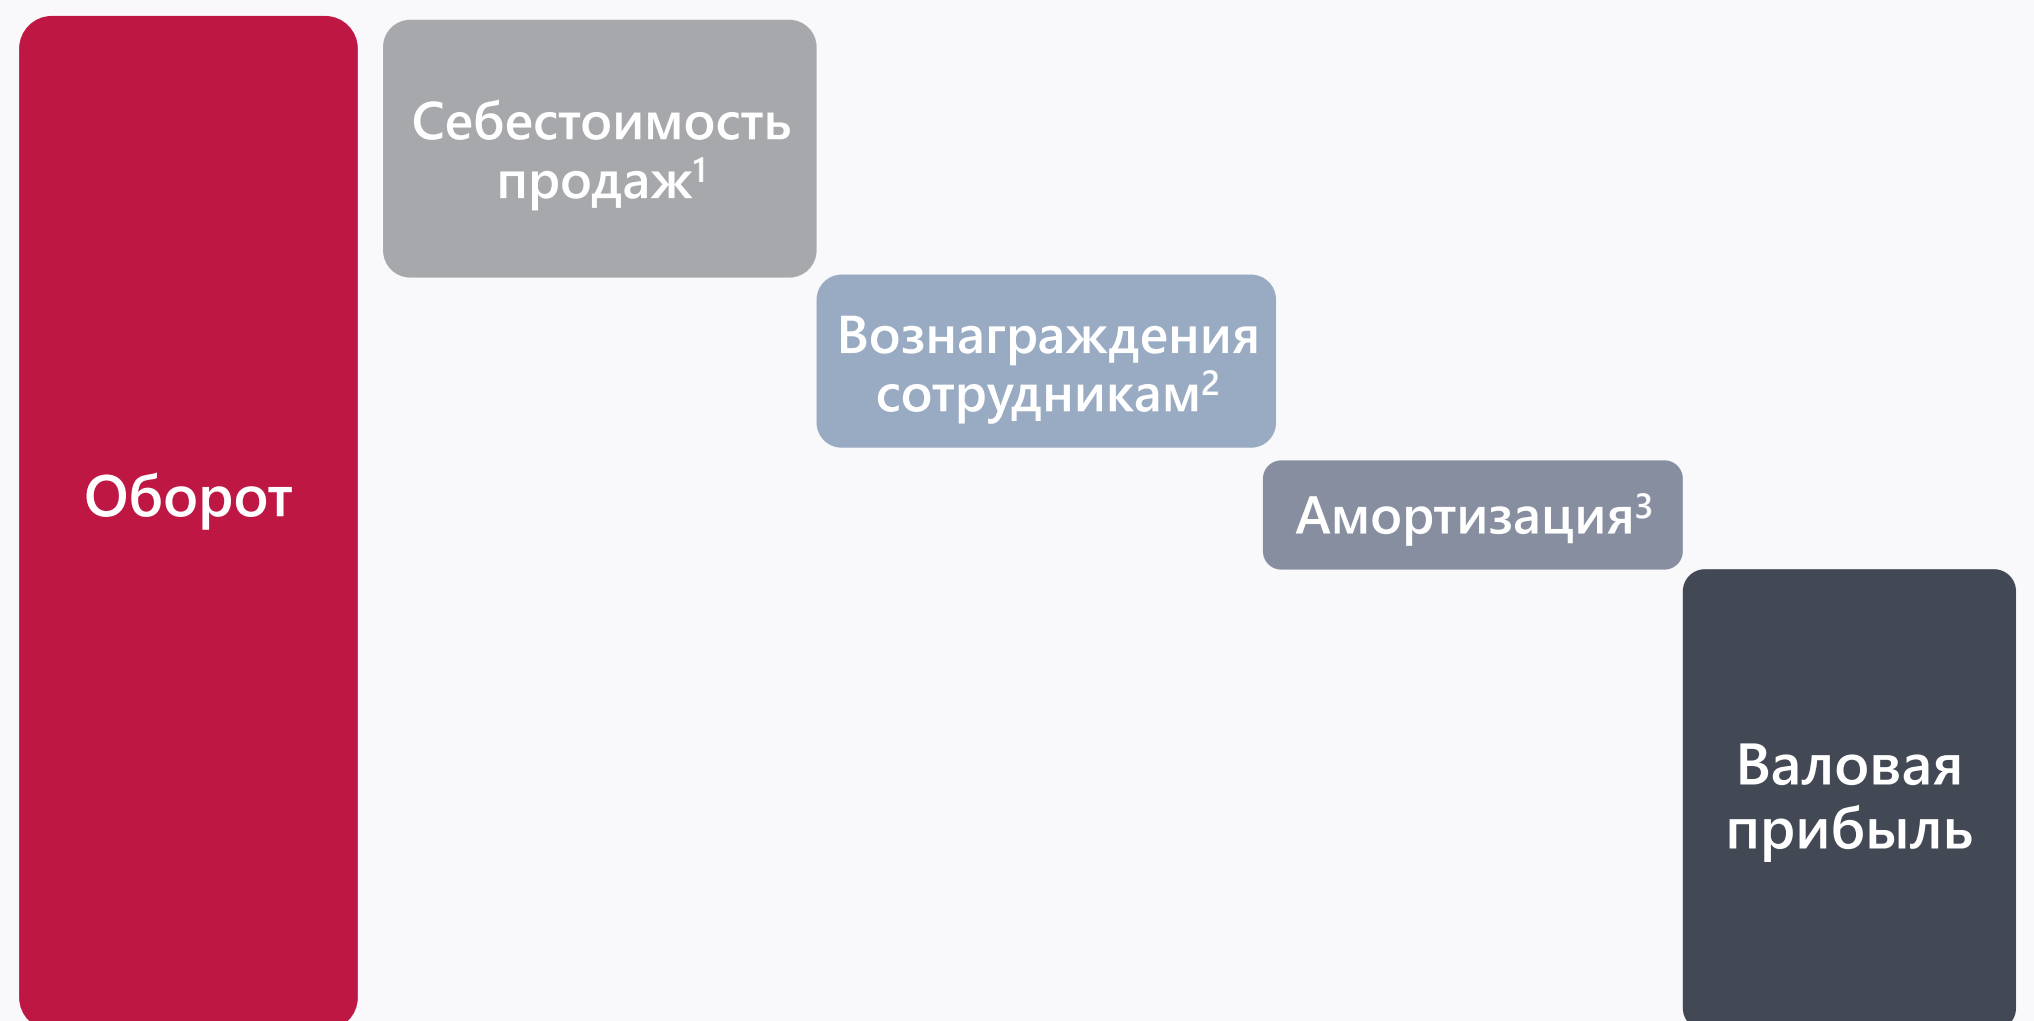 Себестоимость
продаж¹
Вознаграждения
сотрудникам²
Оборот
Амортизация³
Валовая
прибыль